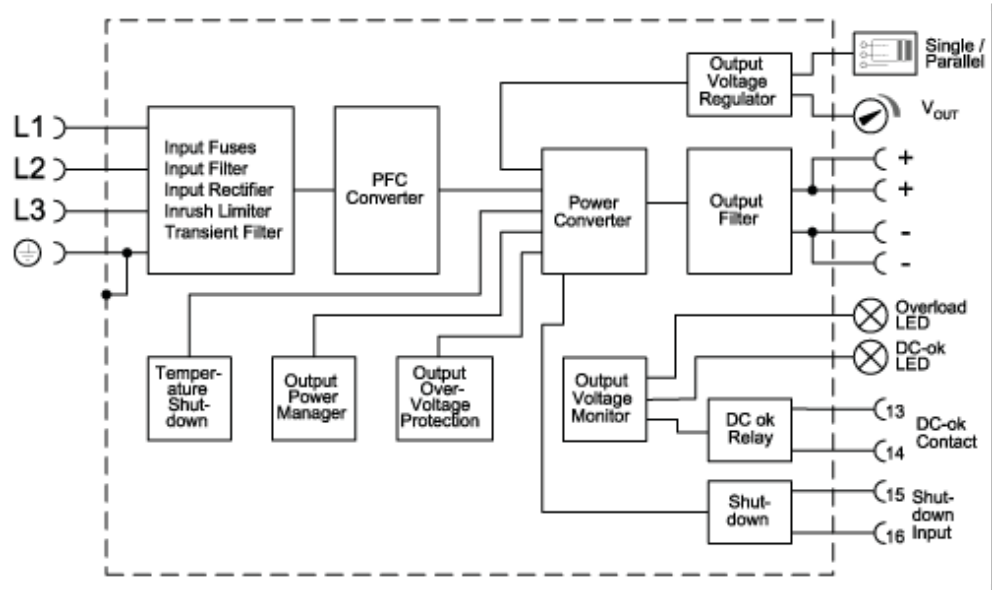 Single /
Parallel
Output
Voltage
Regulator
VOUT
L1
L2
L3
Input Fuses
Input Filter
Input Rectifier
Inrush Limiter
Transient Filter
PFC
Converter
Power
Converter
Output
Filter
+
+
-
-
Overload
LED
DC-ok
LED
Temper-
ature
Shut-
down
Output
Power
Manager
Output
Over-
Voltage
Protection
Output
Voltage
Monitor
DC ok
Relay
13
14
DC-ok
Contact
Shut-
down
15
16
Shut-
down
Input